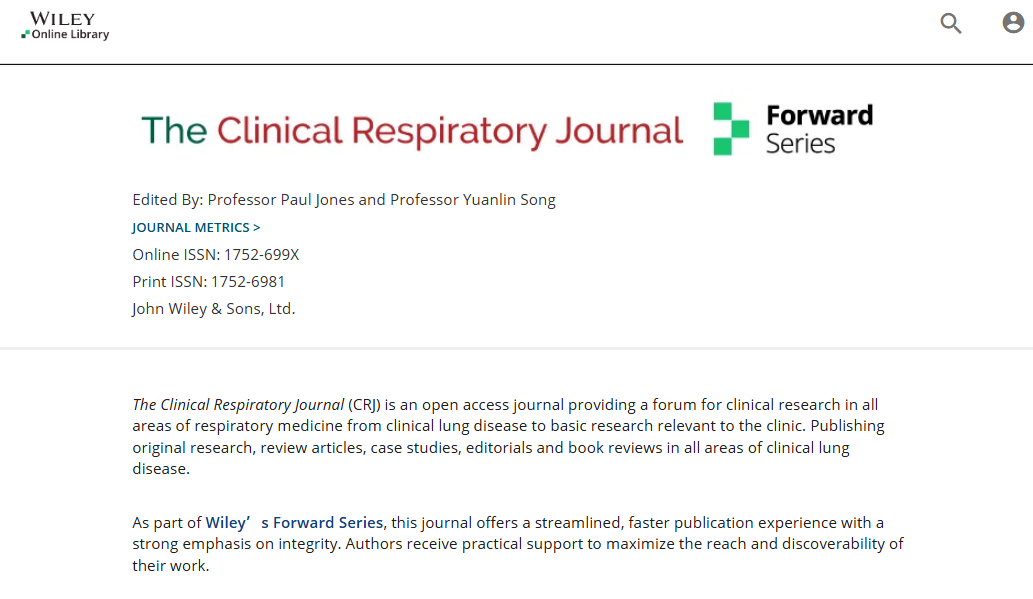 WILEY
Online Library
The Clinical Respiratory Journal
Forward
Series
Edited By: Professor Paul Jones and Professor Yuanlin Song
JOURNAL METRICS >
Online ISSN: 1752-699X
Print ISSN: 1752-6981
John Wiley & Sons, Ltd.
The Clinical Respiratory Journal (CRJ) is an open access journal providing a forum for clinical research in all
areas of respiratory medicine from clinical lung disease to basic research relevant to the clinic. Publishing
original research, review articles, case studies, editorials and book reviews in all areas of clinical lung
disease.
As part of Wiley’s Forward Series, this journal offers a streamlined, faster publication experience with a
strong emphasis on integrity. Authors receive practical support to maximize the reach and discoverability of
their work.